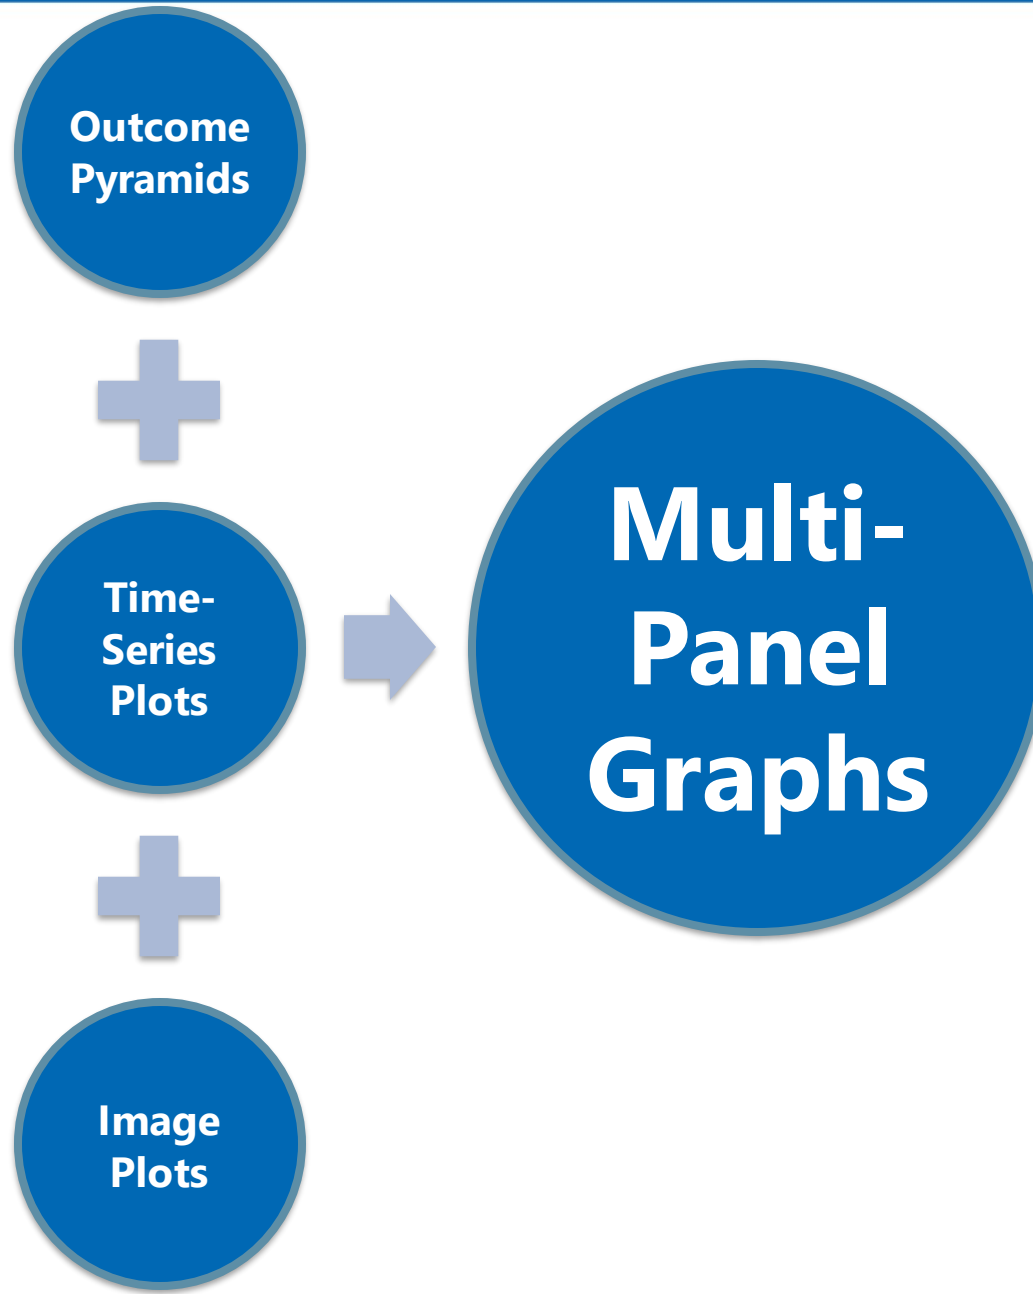 Outcome
Pyramids
Time-
Series
Plots
Image
Plots
Multi-
Panel
Graphs